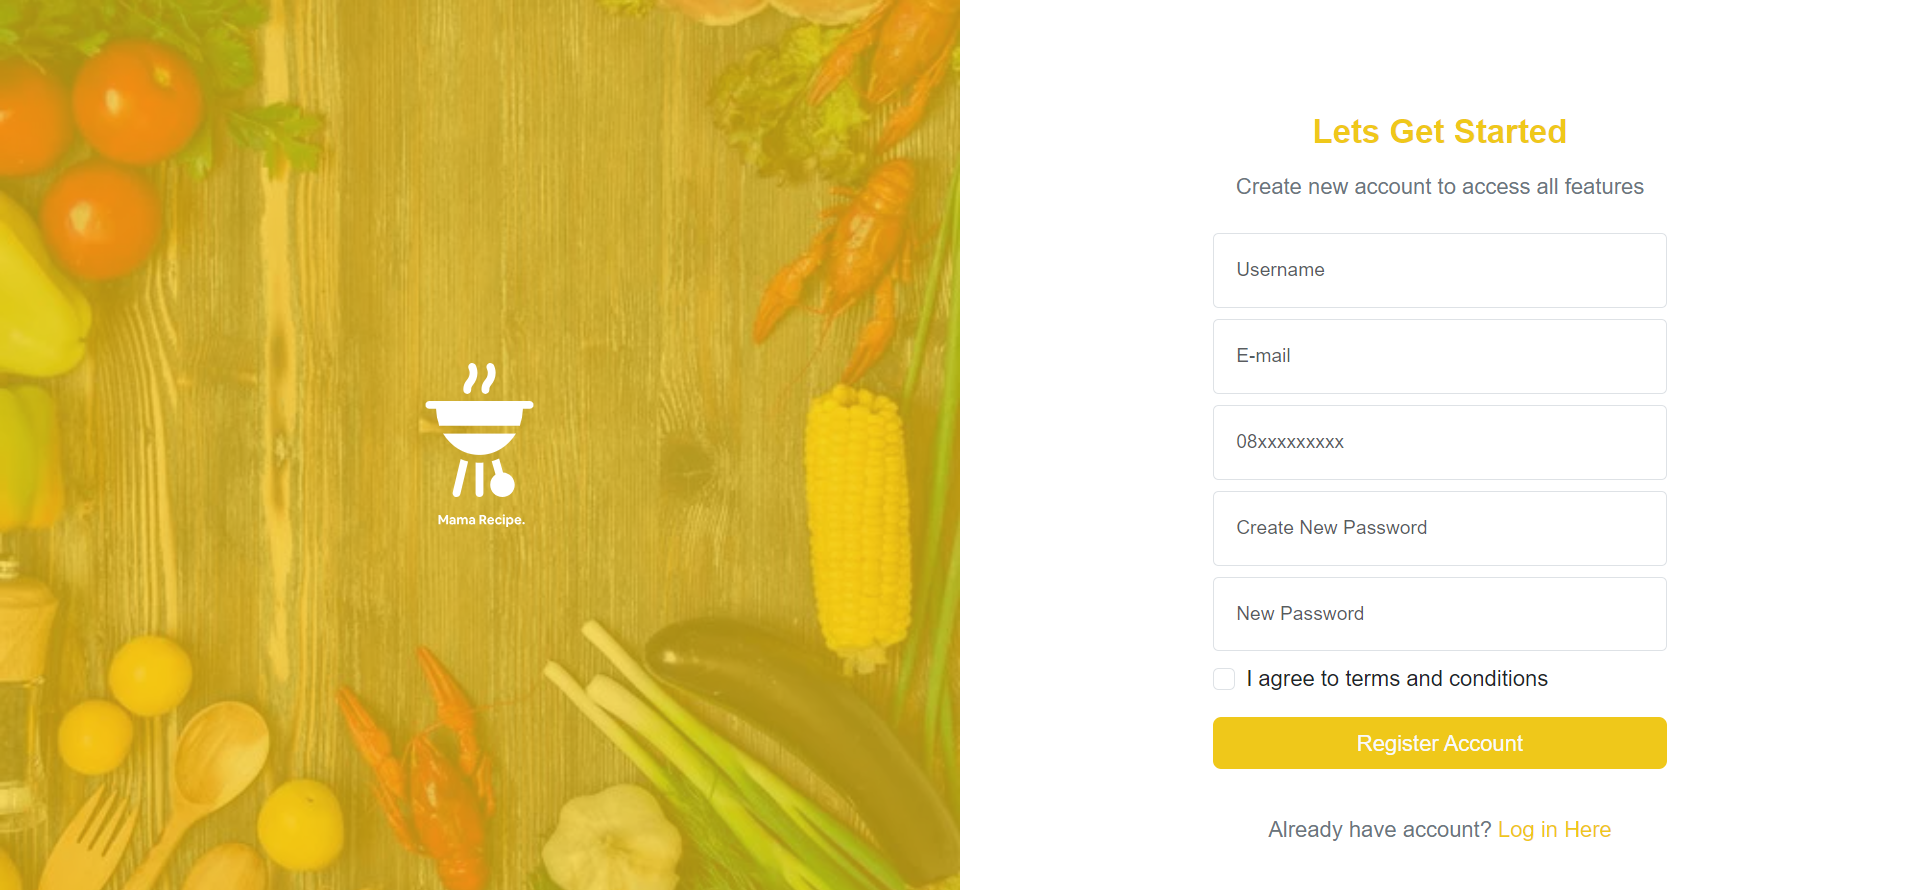 Mama Recipe.
Lets Get Started
Create new account to access all features
Username
E-mail
08xxxxxxxxx
Create New Password
New Password
I agree to terms and conditions
Register Account
Already have account? Log in Here